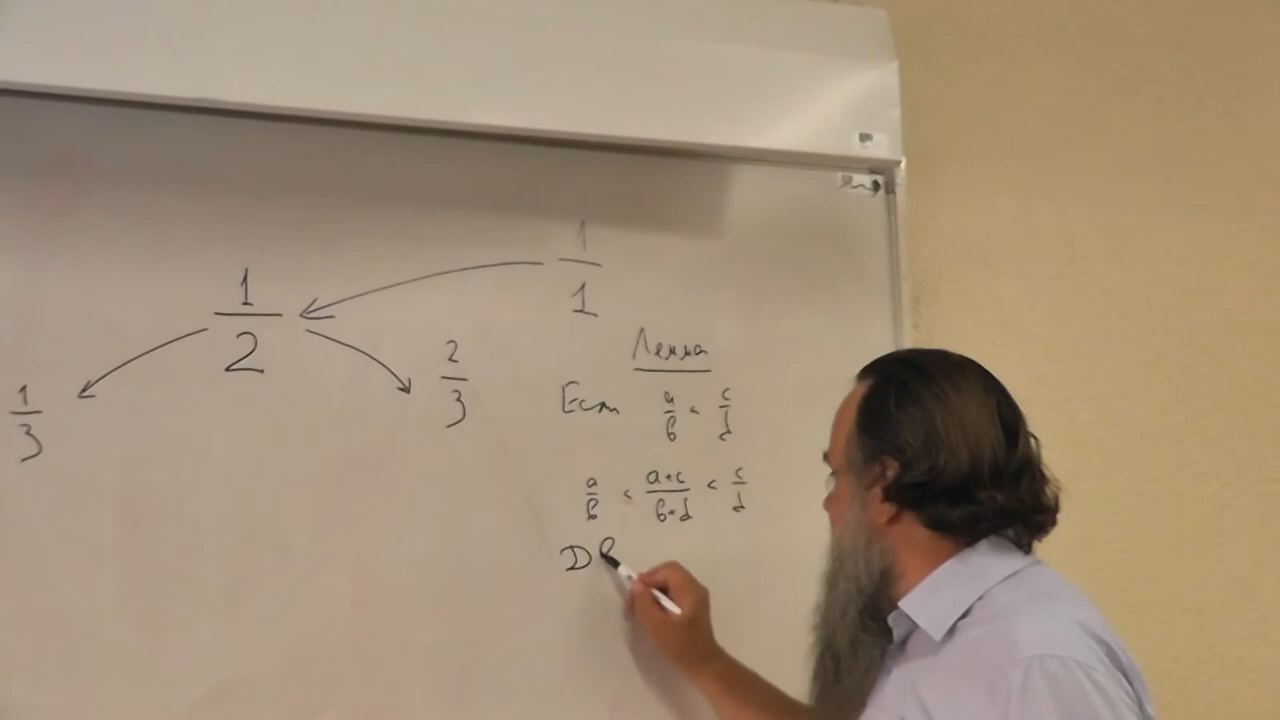 1/1
1/2
1/3
2/3
Лемма
Если a/b < c/d
a/b < a+c/b+d < c/d
D